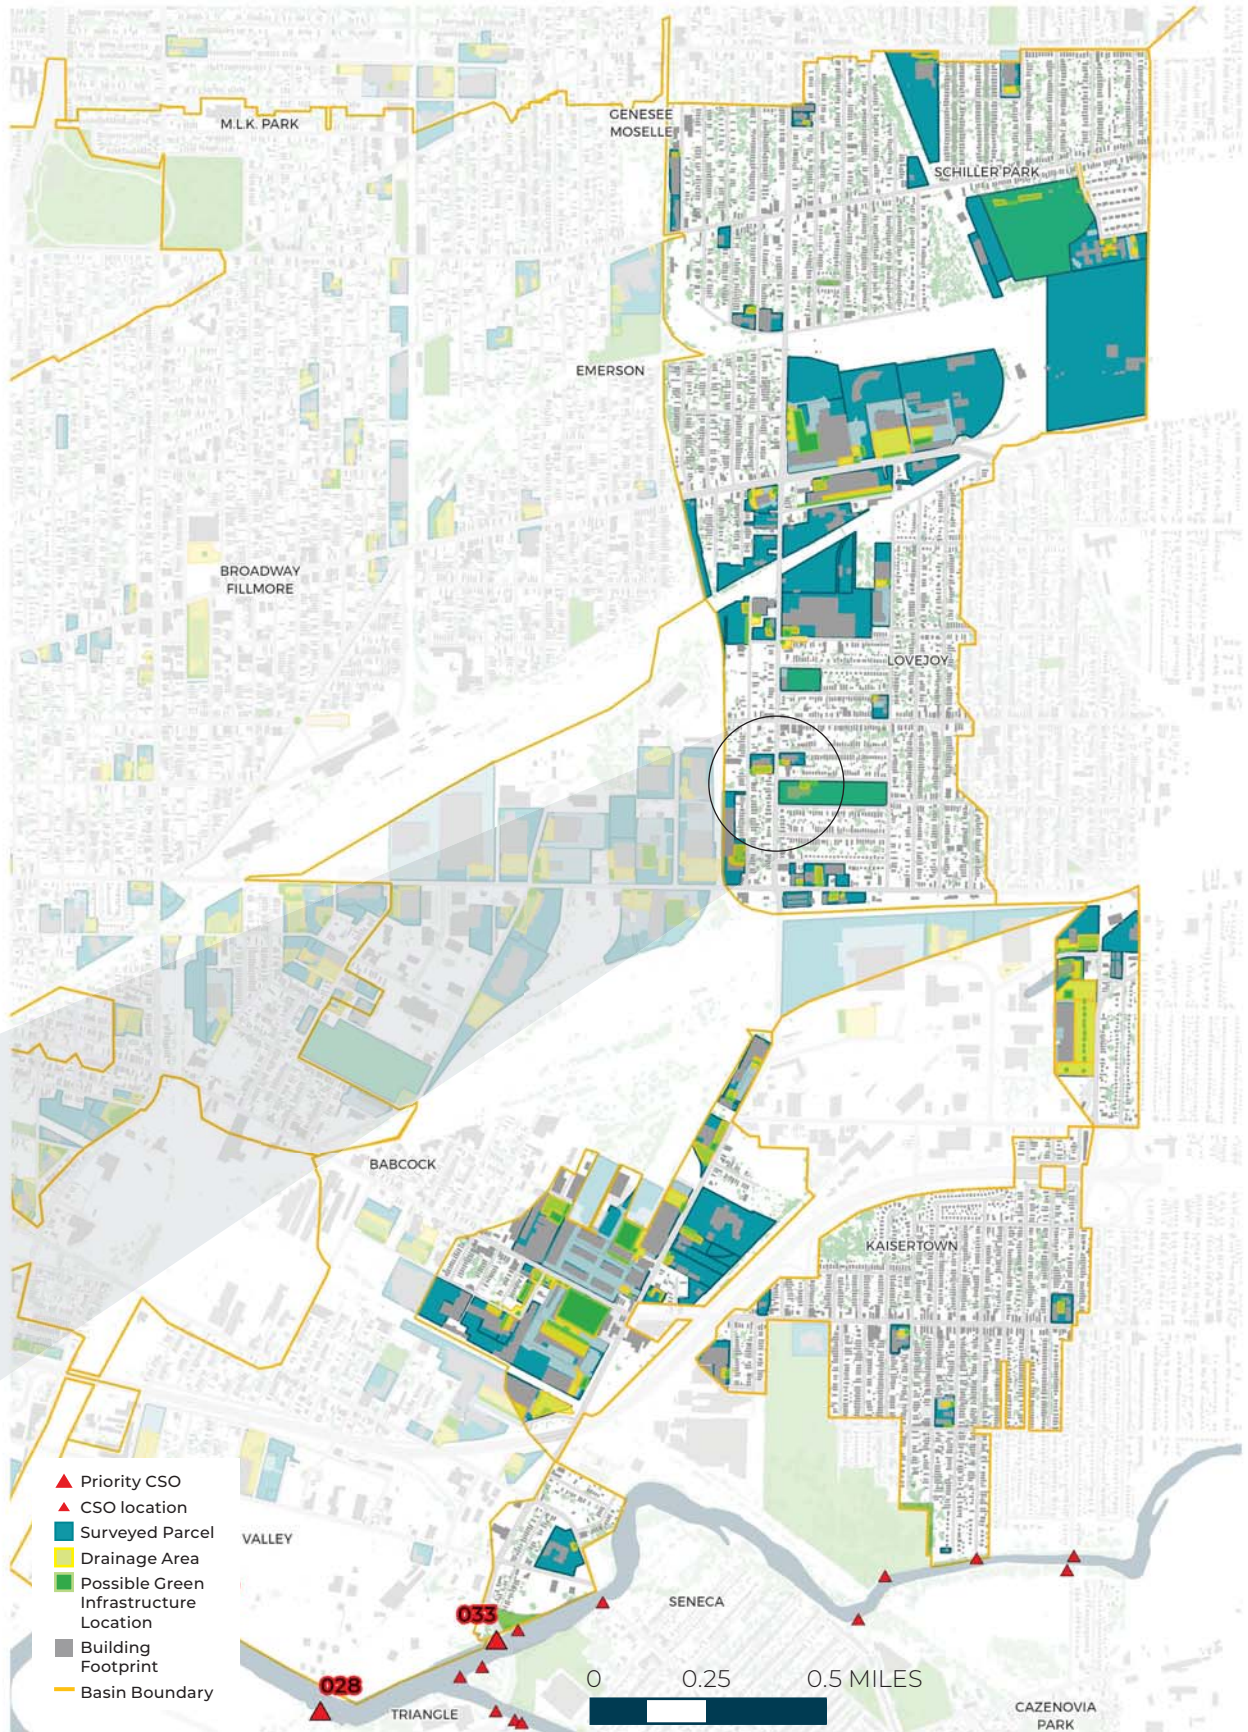 M.L.K. PARK
GENESEE
MOSELLE
SCHILLER PARK
EMERSON
BROADWAY
FILLMORE
LOVEJOY
BABCOCK
KAISERTOWN
Priority CSO
CSO location
Surveyed Parcel
Drainage Area
Possible Green
Infrastructure
Location
Building
Footprint
Basin Boundary
VALLEY
SENECA
033
028
TRIANGLE
0 0.25 0.5 MILES
CAZENOVIA
PARK